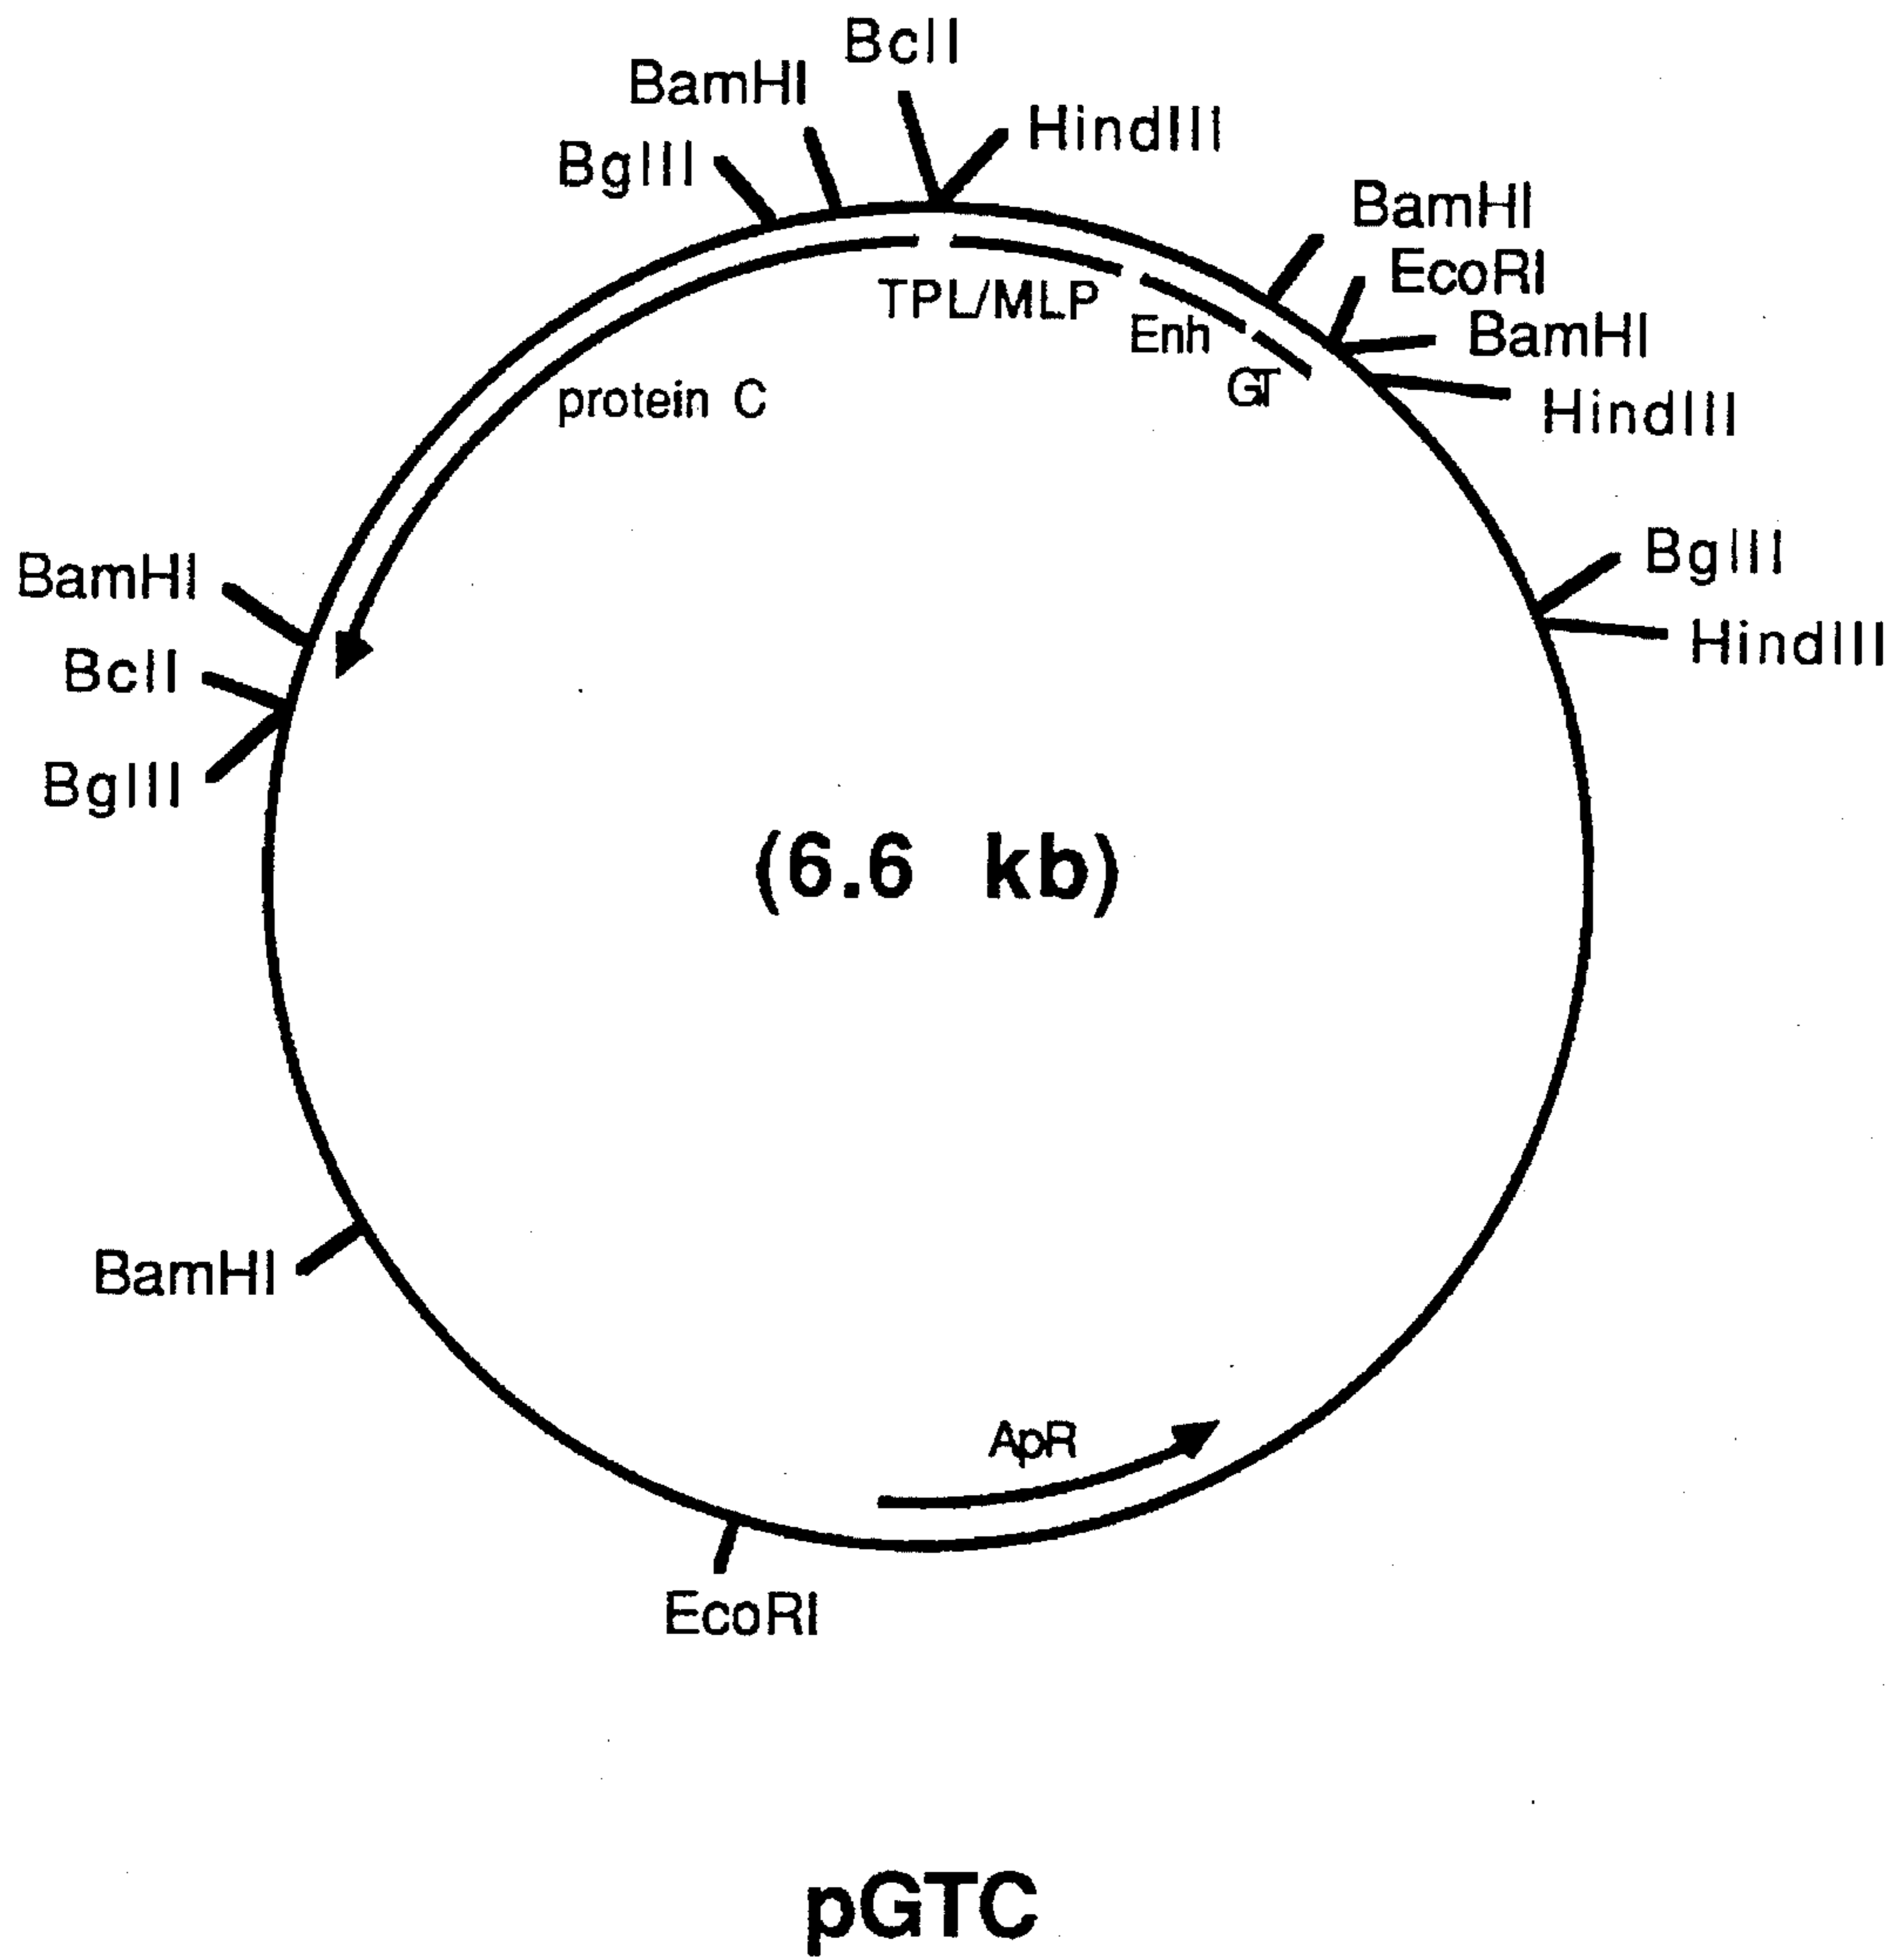 BclI
BamHI
HindIII
BglII
BamHI
EcoRI
BamHI
TPL/MLP
Enh
GT
HindIII
protein C
BglII
BamHI
HindIII
BclI
BglII
(6.6 kb)
BamHI
ApR
EcoRI
pGTC